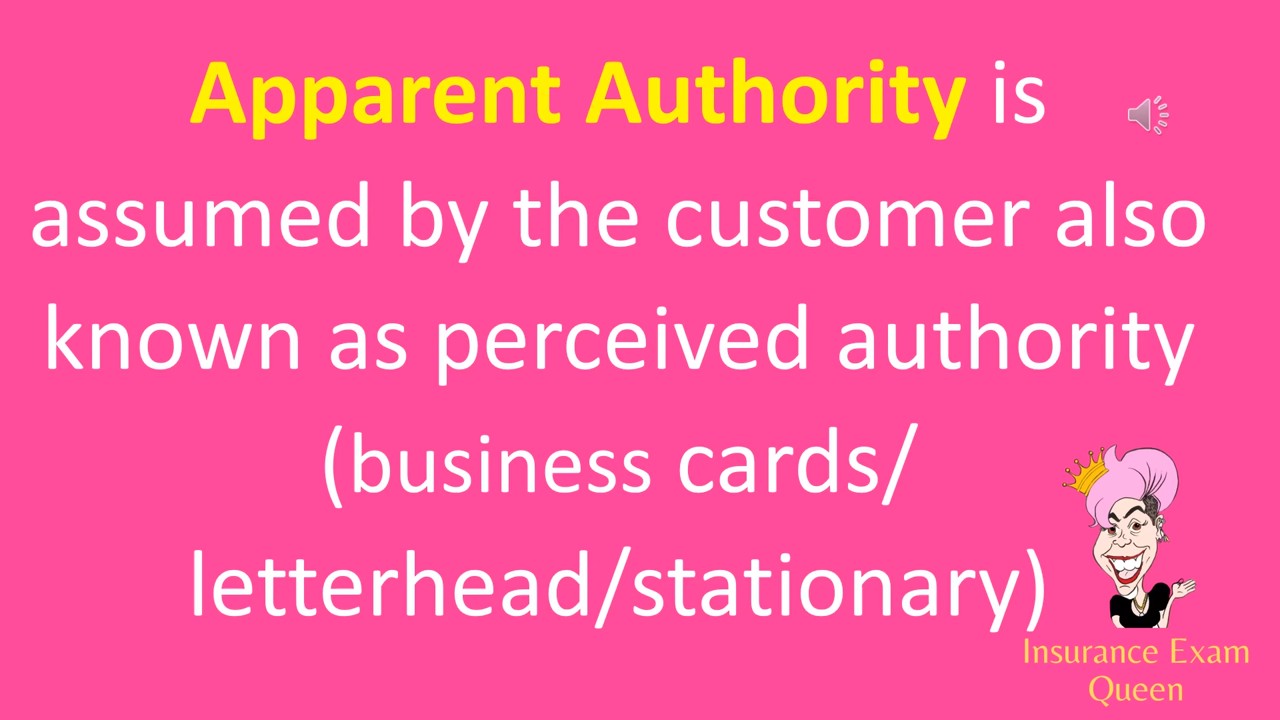 Apparent Authority is
assumed by the customer also
known as perceived authority
(business cards/
letterhead/stationary)
Insurance Exam
Queen